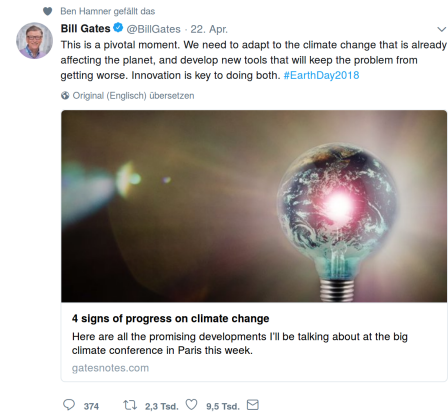 Ben Hamner gefällt das
Bill Gates @BillGates · 22. Apr.
This is a pivotal moment. We need to adapt to the climate change that is already
affecting the planet, and develop new tools that will keep the problem from
getting worse. Innovation is key to doing both. #EarthDay2018
Original (Englisch) übersetzen
4 signs of progress on climate change
Here are all the promising developments I'll be talking about at the big
climate conference in Paris this week.
gatesnotes.com
374 2,3 Tsd. 9,5 Tsd.